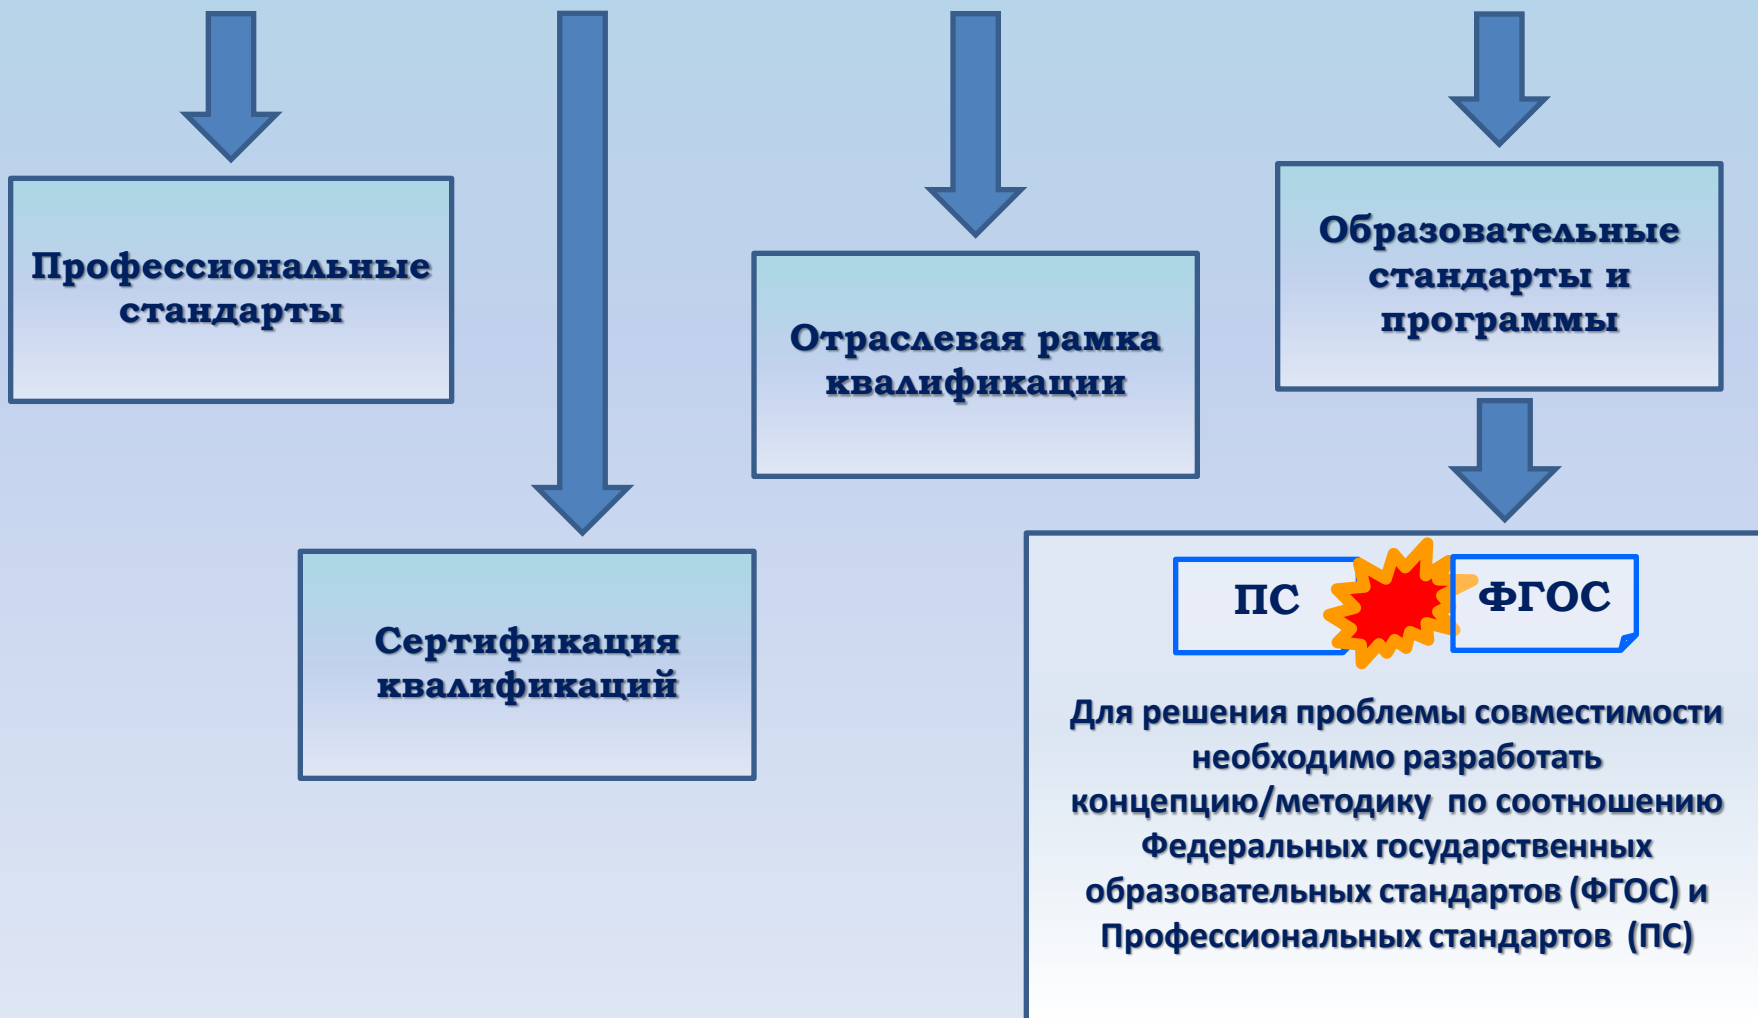 Профессиональные
стандарты
Сертификация
квалификаций
Отраслевая рамка
квалификации
Образовательные
стандарты и
программы
ПС
ФГОС
Для решения проблемы совместимости
необходимо разработать
концепцию/методику по соотношению
Федеральных государственных
образовательных стандартов (ФГОС) и
Профессиональных стандартов (ПС)